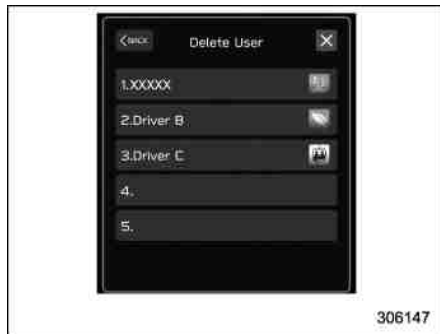 BACK Delete User X
1.XXXXX
2.Driver B
3.Driver C
4.
5.
306147